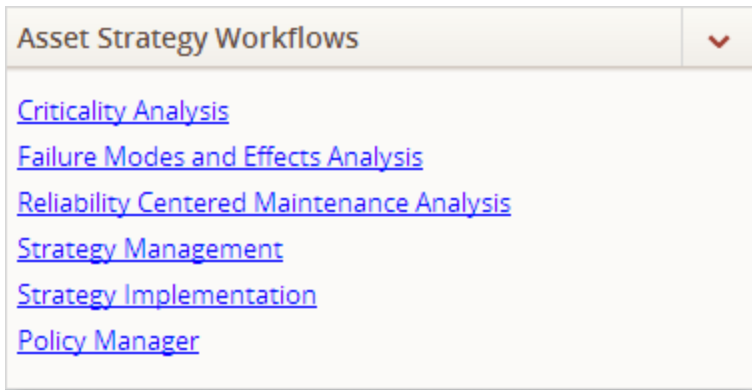 Asset Strategy Workflows
Criticality Analysis
Failure Modes and Effects Analysis
Reliability Centered Maintenance Analysis
Strategy Management
Strategy Implementation
Policy Manager